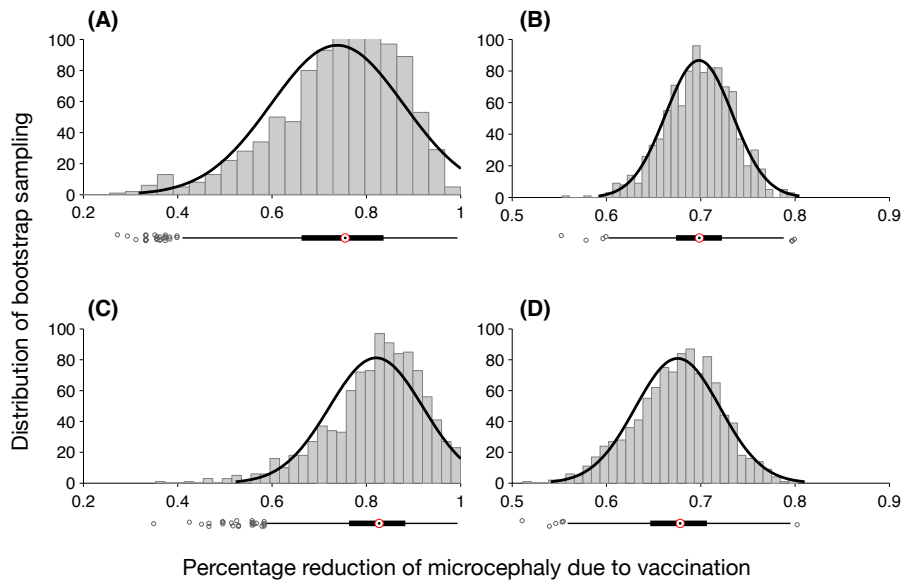 (A)
100
80
60
40
20
0
0.2 0.4 0.6 0.8 1
(B)
100
80
60
40
20
0
0.5 0.6 0.7 0.8 0.9
(C)
100
80
60
40
20
0
0.2 0.4 0.6 0.8 1
(D)
100
80
60
40
20
0
0.5 0.6 0.7 0.8 0.9
Distribution of bootstrap sampling
Percentage reduction of microcephaly due to vaccination